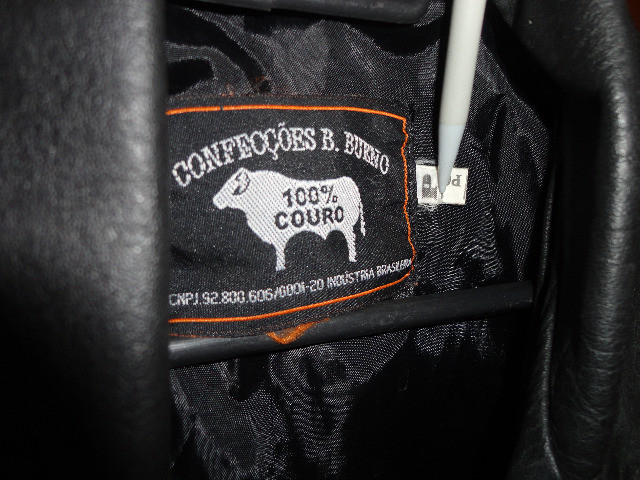 CONFECÇÕES B. BUENO
100%
COURO
CNPJ.92.800.606/0001-20 INDÚSTRIA BRASILEIRA